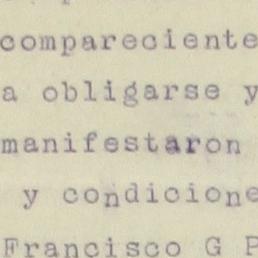 compareciente
a obligarse y
manifestaron
y condicione
Francisco G P